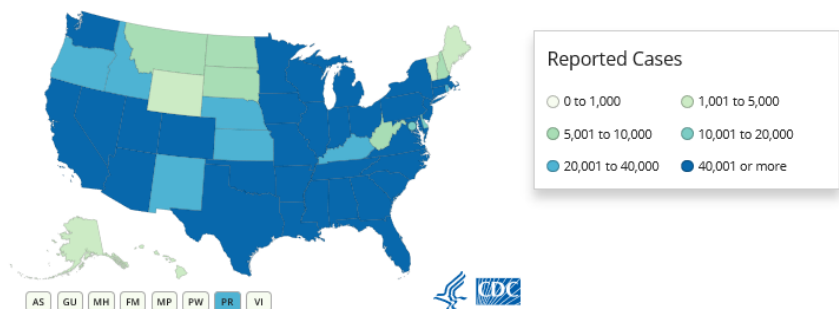 Reported Cases
0 to 1,000
1,001 to 5,000
5,001 to 10,000
10,001 to 20,000
20,001 to 40,000
40,001 or more
AS GU MH FM MP PW PR VI
CDC